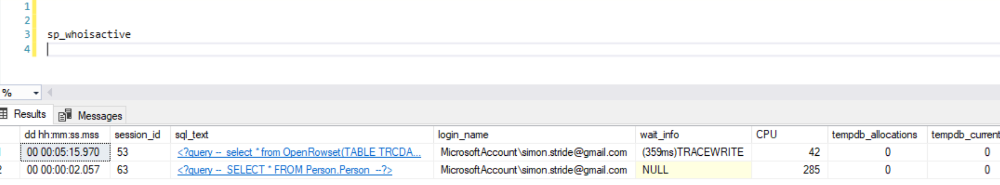 1
2
3 sp_whoisactive
4
%
Results Messages
dd hh:mm:ss.mss session_id sql_text login_name wait_info CPU tempdb_allocations tempdb_current
00 00:05:15.970 53 <?query -- select * from OpenRowset(TABLE TRCDA... MicrosoftAccount\simon.stride@gmail.com (359ms)TRACEWRITE 42 0 0
2 00 00:00:02.057 63 <?query -- SELECT * FROM Person.Person --?> MicrosoftAccount\simon.stride@gmail.com NULL 285 0 0